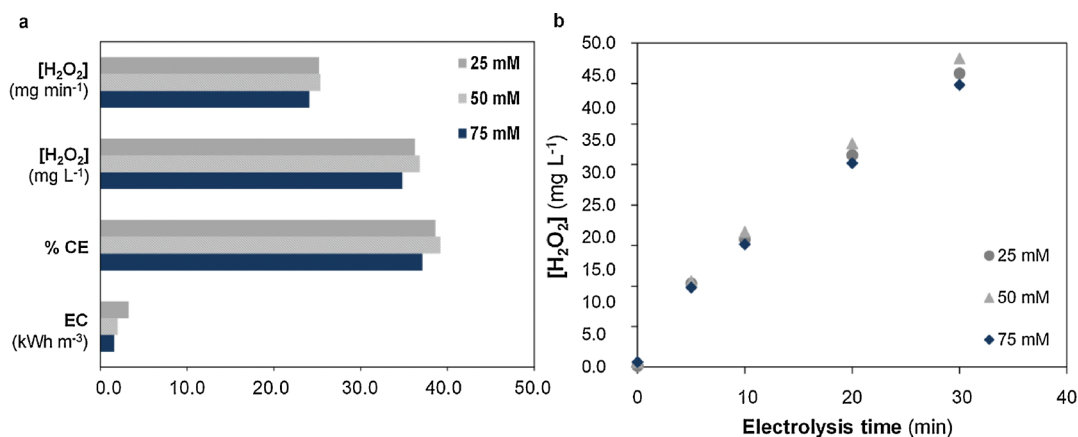 a
[H₂O₂]
(mg min⁻¹)
[H₂O₂]
(mg L⁻¹)
% CE
EC
(kWh m⁻³)
25 mM
50 mM
75 mM
0.0 10.0 20.0 30.0 40.0 50.0
b
[H₂O₂] (mg L⁻¹)
50.0
45.0
40.0
35.0
30.0
25.0
20.0
15.0
10.0
5.0
0.0
25 mM
50 mM
75 mM
0 10 20 30 40
Electrolysis time (min)